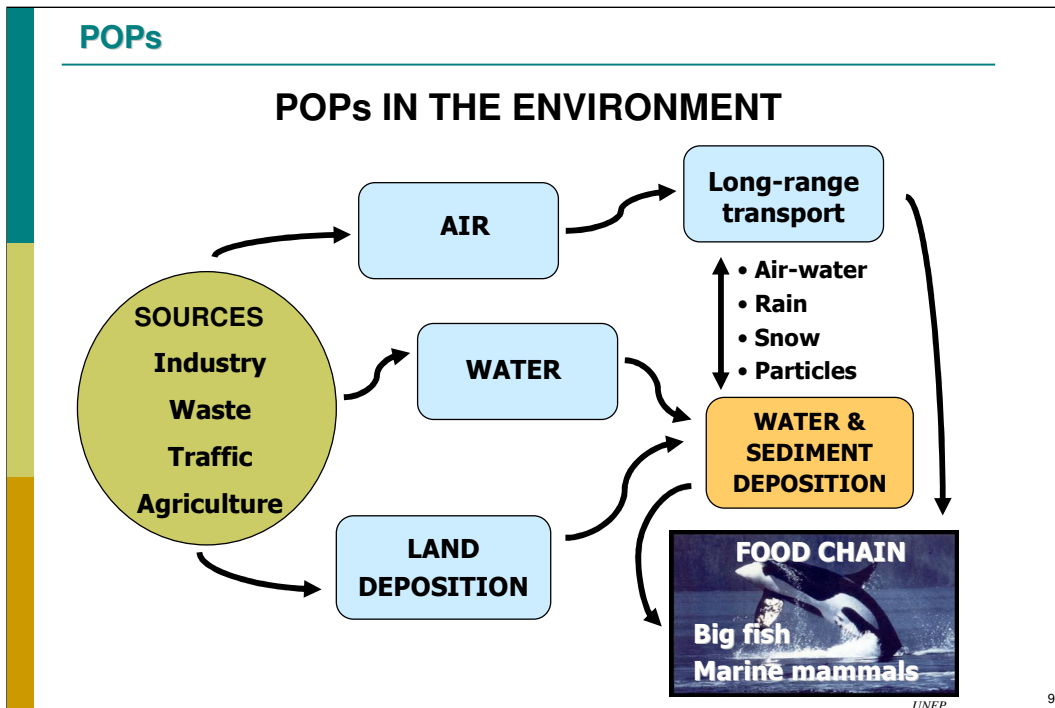 POPs
POPs IN THE ENVIRONMENT
AIR
Long-range
transport
• Air-water
• Rain
• Snow
• Particles
SOURCES
Industry
Waste
Traffic
Agriculture
WATER
WATER &
SEDIMENT
DEPOSITION
LAND
DEPOSITION
FOOD CHAIN
Big fish
Marine mammals
UNEP
9